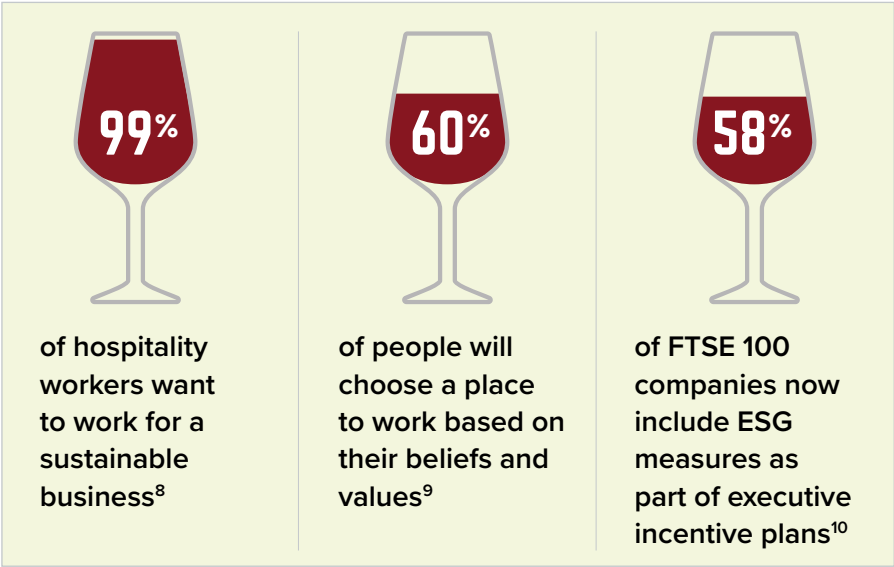 99%
of hospitality
workers want
to work for a
sustainable
business⁸
60%
of people will
choose a place
to work based on
their beliefs and
values⁹
58%
of FTSE 100
companies now
include ESG
measures as
part of executive
incentive plans¹⁰